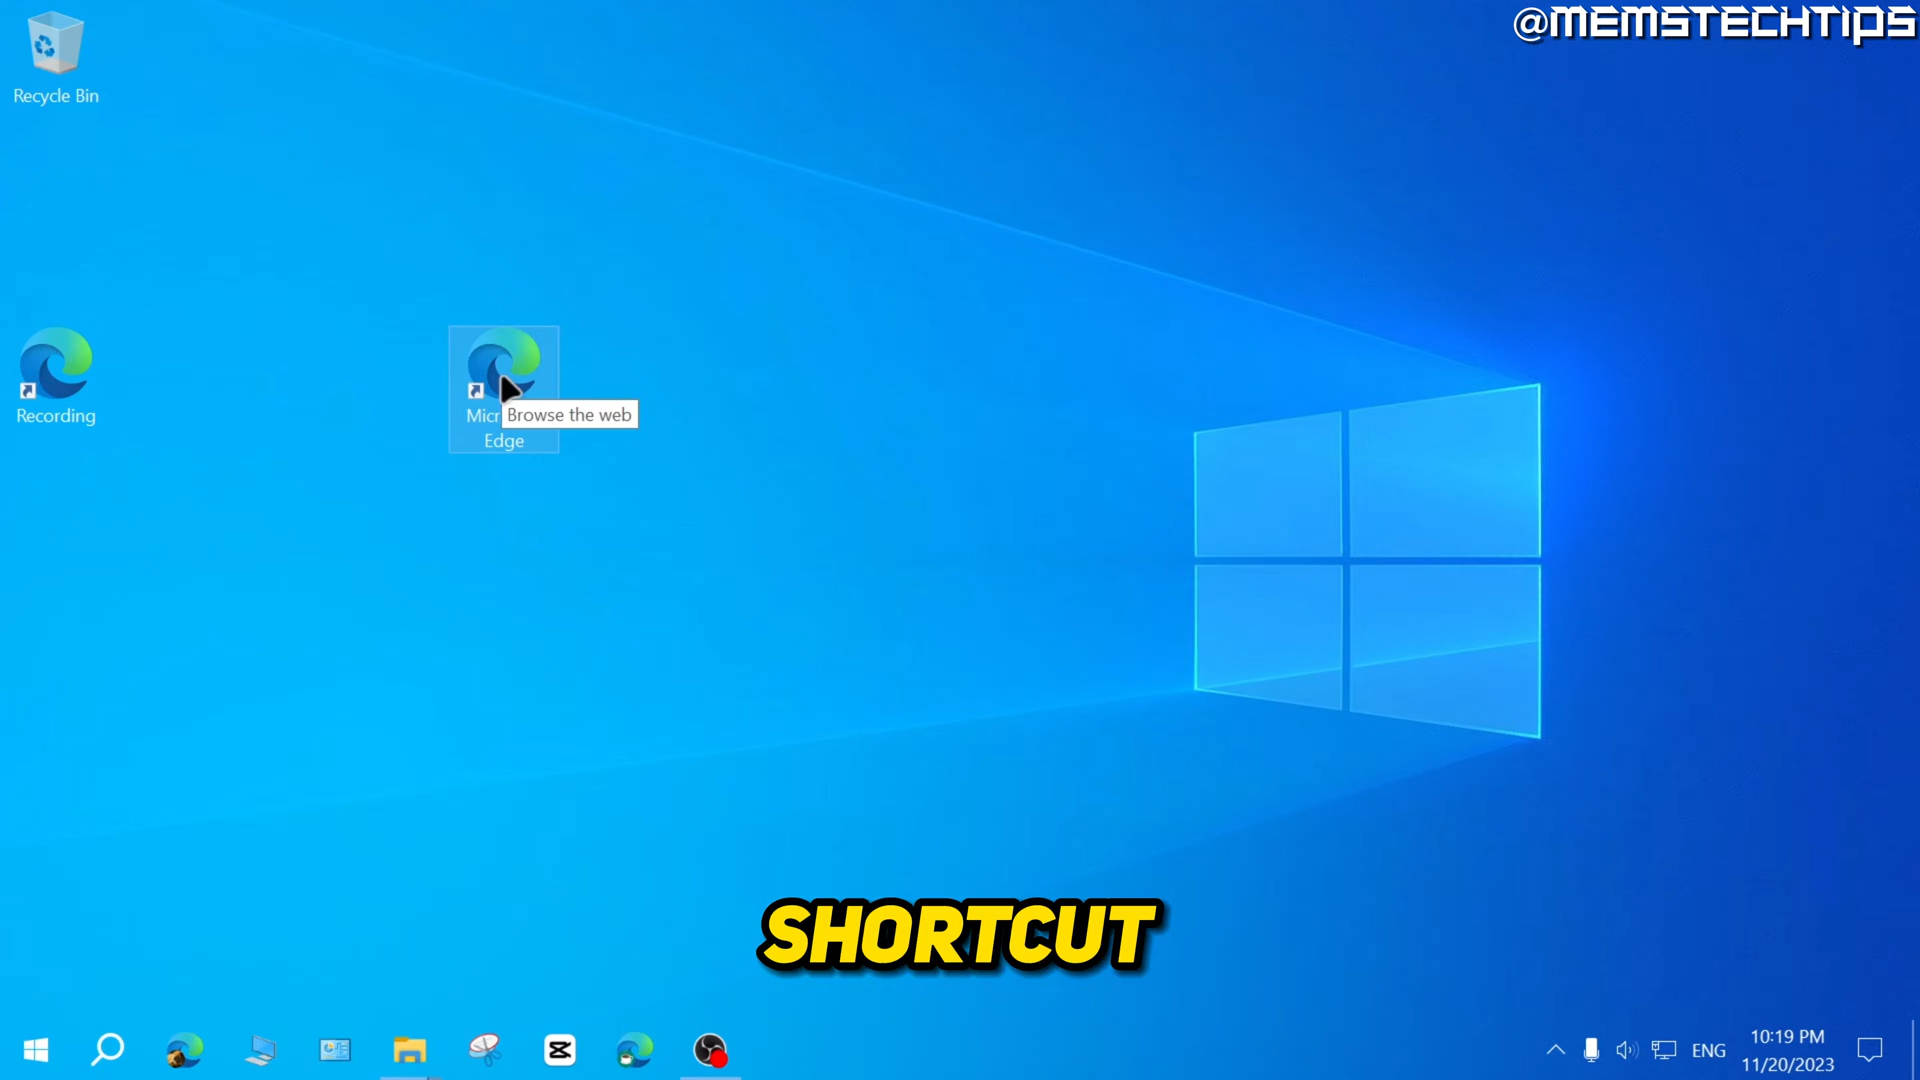 @MEMSTECHTIPS
Recycle Bin
Recording
Micr
Browse the web
Edge
SHORTCUT
ENG
10:19 PM
11/20/2023